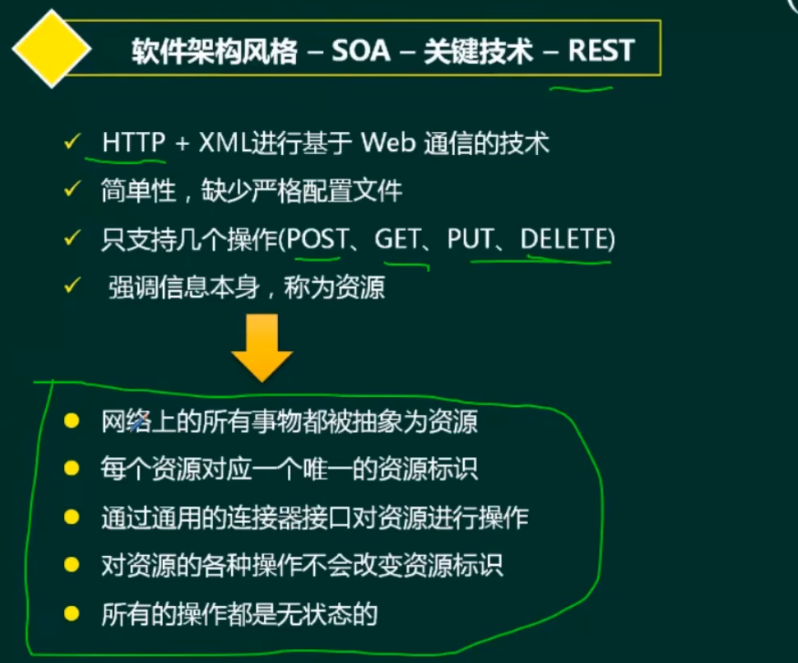 软件架构风格 – SOA – 关键技术 – REST
HTTP + XML进行基于 Web 通信的技术
简单性，缺少严格配置文件
只支持几个操作(POST、GET、PUT、DELETE)
强调信息本身，称为资源
网络上的所有事物都被抽象为资源
每个资源对应一个唯一的资源标识
通过通用的连接器接口对资源进行操作
对资源的各种操作不会改变资源标识
所有的操作都是无状态的